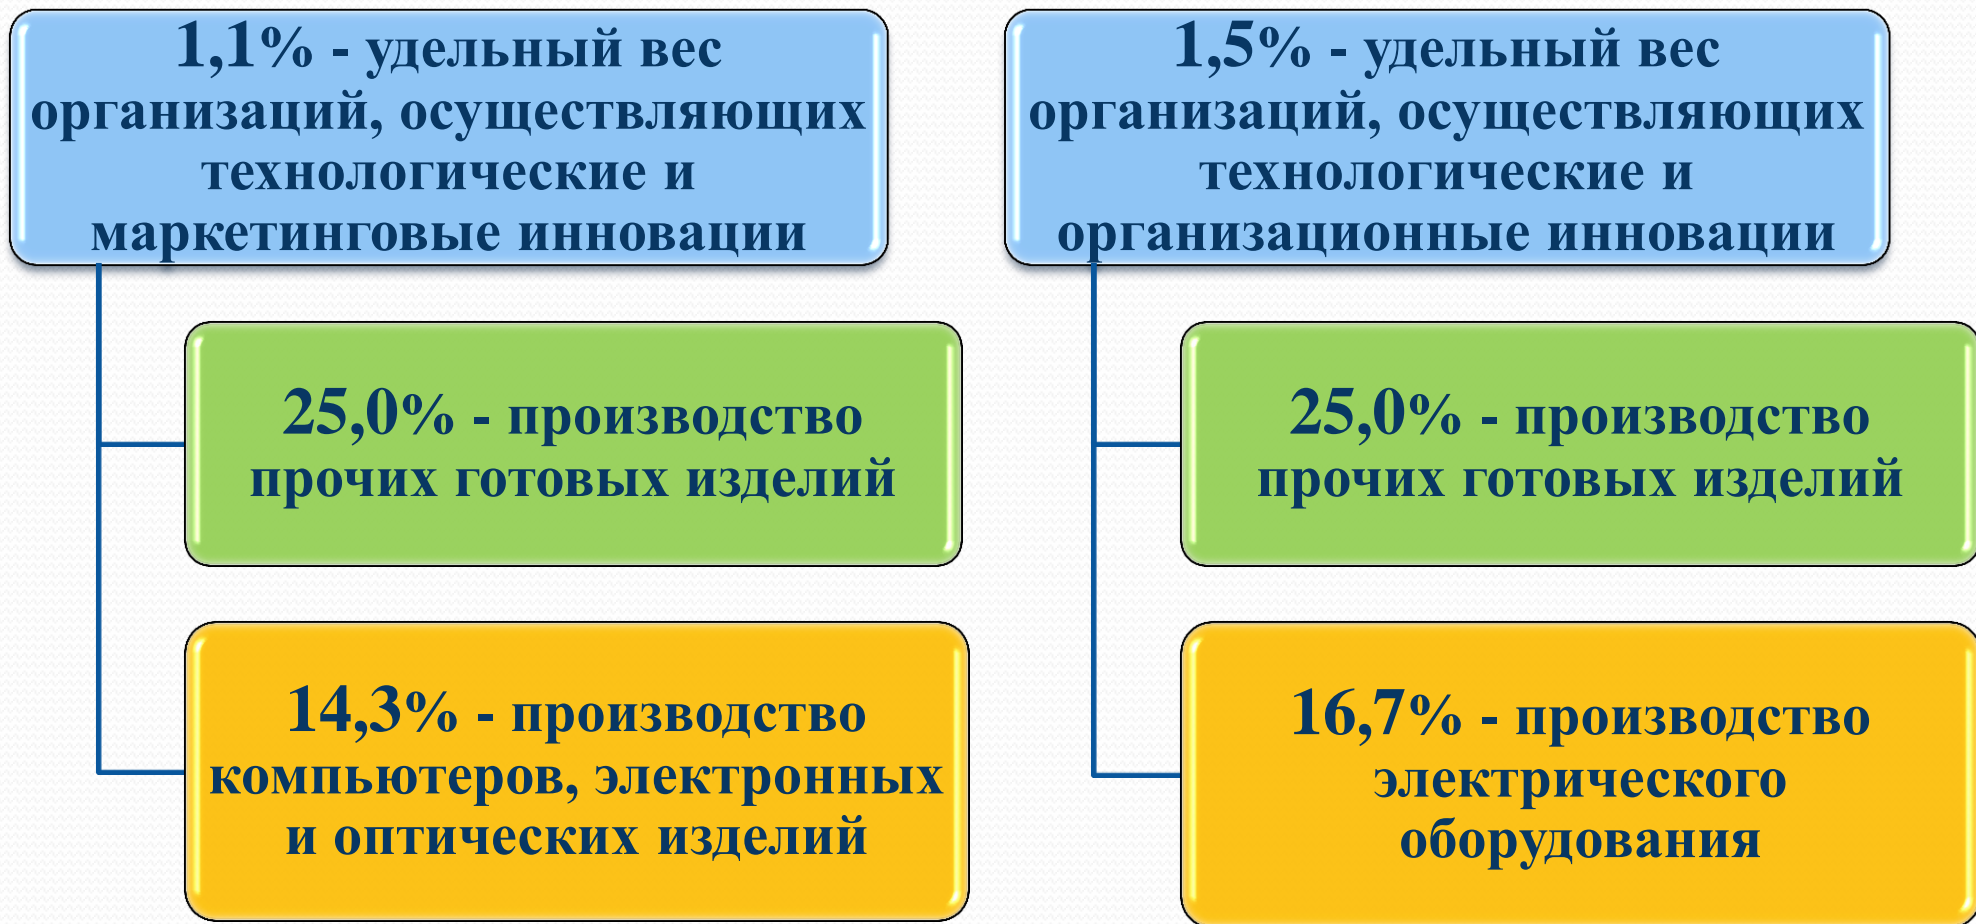 1,1% - удельный вес
организаций, осуществляющих
технологические и
маркетинговые инновации
25,0% - производство
прочих готовых изделий
14,3% - производство
компьютеров, электронных
и оптических изделий
1,5% - удельный вес
организаций, осуществляющих
технологические и
организационные инновации
25,0% - производство
прочих готовых изделий
16,7% - производство
электрического
оборудования